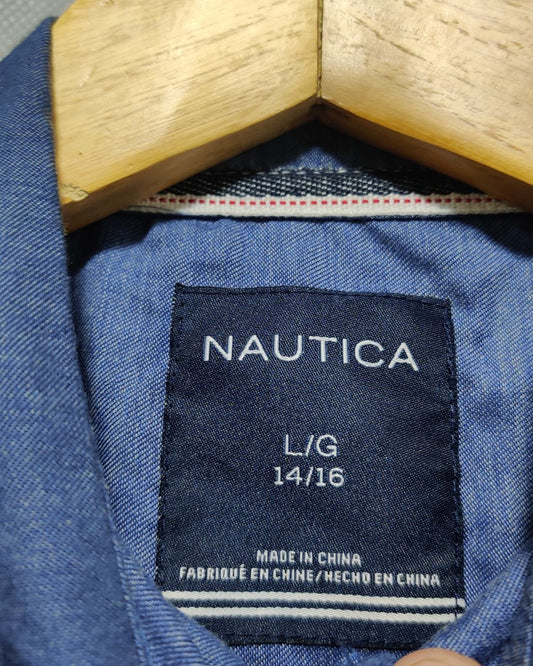 NAUTICA
L/G
14/16
MADE IN CHINA
FABRIQUÉ EN CHINE/HECHO EN CHINA